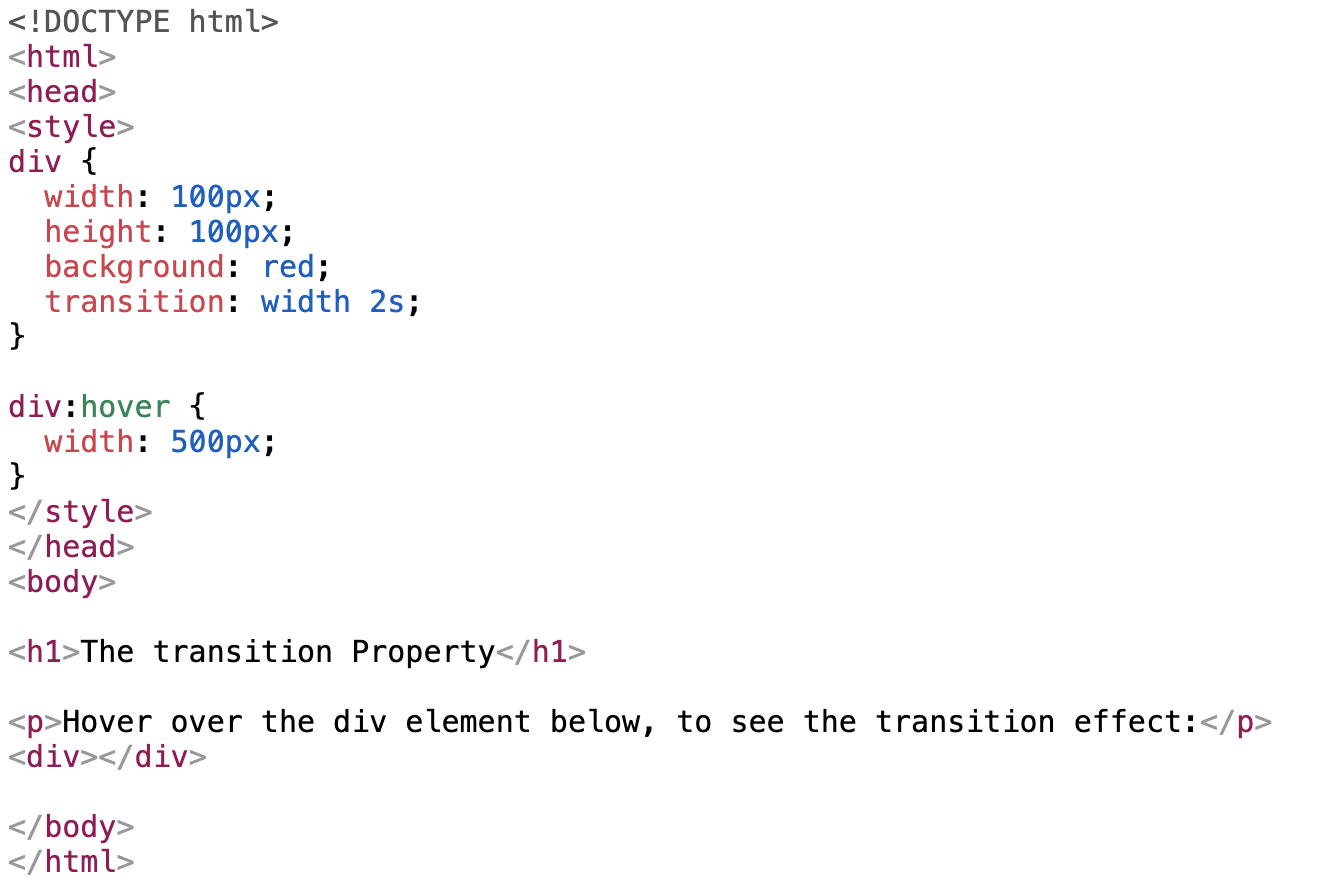 <!DOCTYPE html>
<html>
<head>
<style>
div {
  width: 100px;
  height: 100px;
  background: red;
  transition: width 2s;
}

div:hover {
  width: 500px;
}
</style>
</head>
<body>

<h1>The transition Property</h1>

<p>Hover over the div element below, to see the transition effect:</p>
<div></div>

</body>
</html>